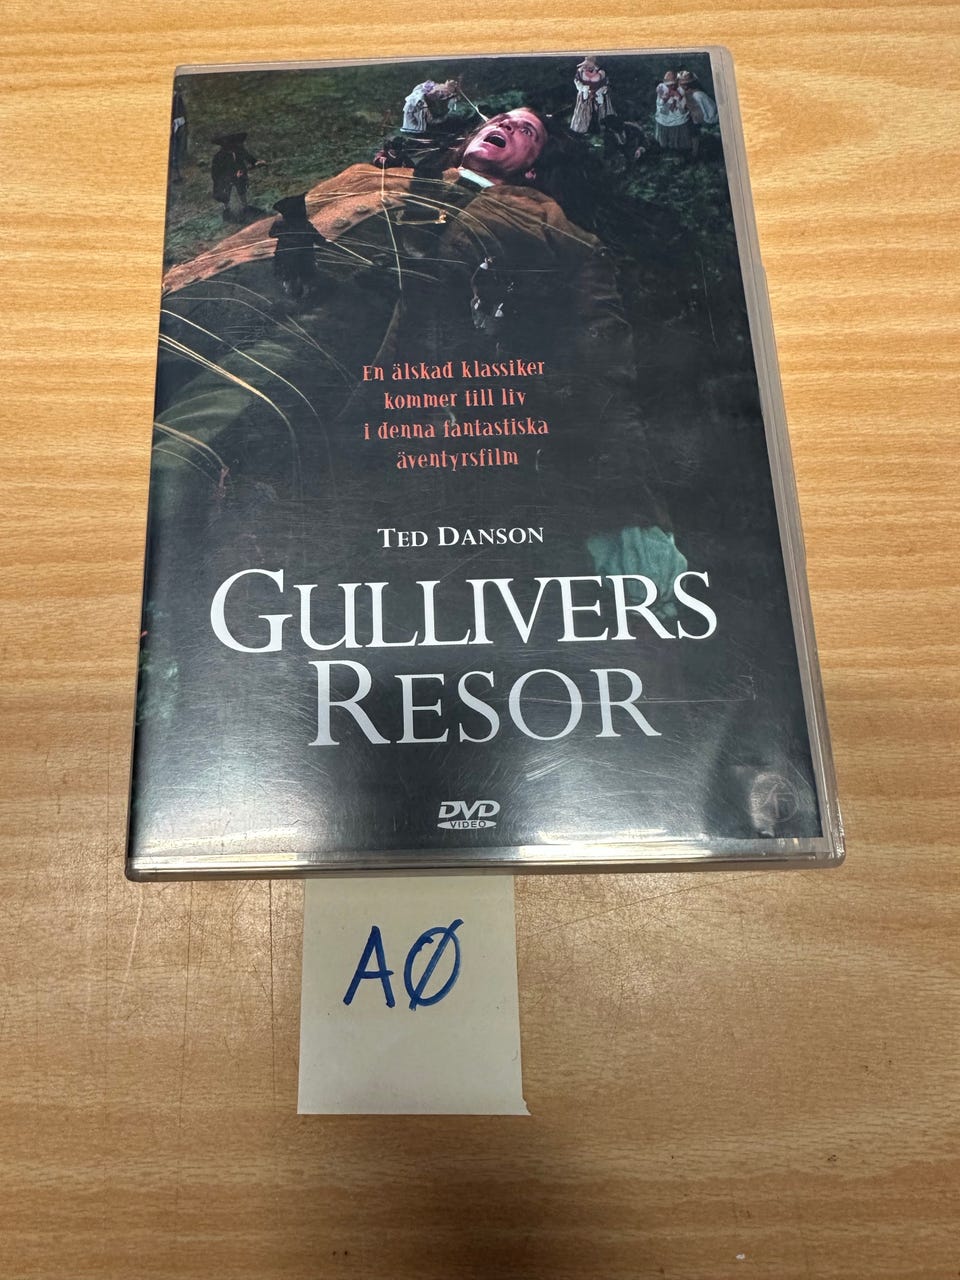 En älskad klassiker
kommer till liv
i denna fantastiska
äventyrsfilm
TED DANSON
GULLIVERS
RESOR
DVD
VIDEO
AØ